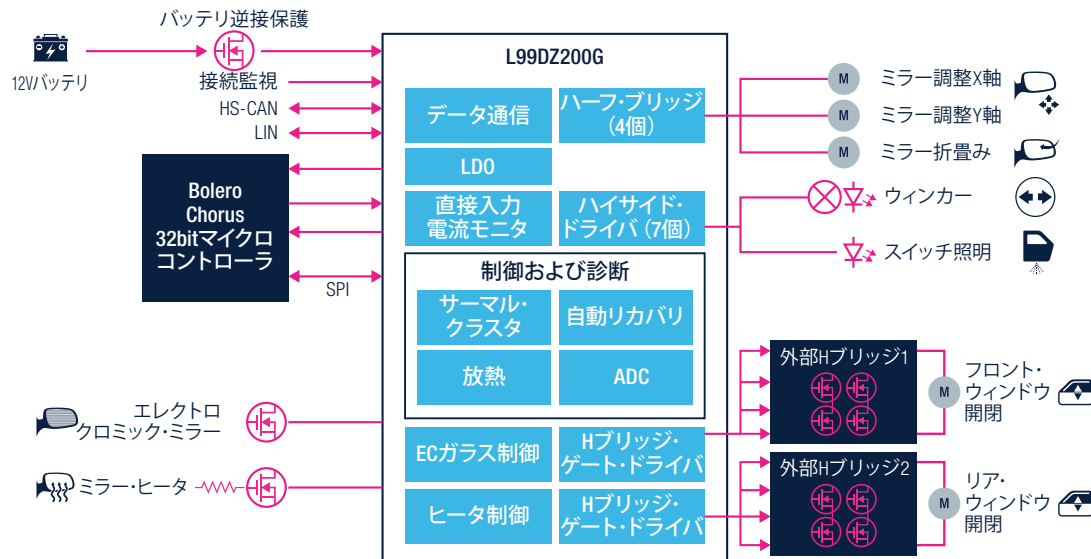 バッテリ逆接保護
12Vバッテリ
接続監視
HS-CAN
LIN
Bolero
Chorus
32bitマイクロ
コントローラ
SPI
エレクトロ
クロミック・ミラー
ミラー・ヒータ
L99DZ200G
データ通信
ハーフ・ブリッジ
（4個）
LDO
直接入力
電流モニタ
ハイサイド・
ドライバ（7個）
制御および診断
サーマル・
クラスタ
自動リカバリ
放熱
ADC
ECガラス制御
Hブリッジ・
ゲート・ドライバ
ヒータ制御
Hブリッジ・
ゲート・ドライバ
M
ミラー調整X軸
M
ミラー調整Y軸
M
ミラー折畳み
ウィンカー
スイッチ照明
外部Hブリッジ1
M
フロント・
ウィンドウ
開閉
外部Hブリッジ2
M
リア・
ウィンドウ
開閉